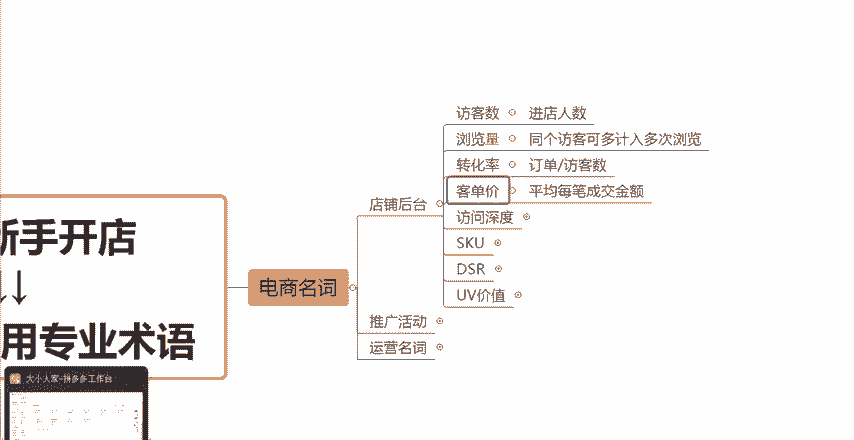 访客数 进店人数
浏览量 同个访客可多计入多次浏览
转化率 订单/访客数
客单价 平均每笔成交金额
店铺后台
访问深度
SKU
DSR
UV价值
新手开店
↓↓
电商名词
推广活动
用专业术语
运营名词
大小人家-拼多多工作台